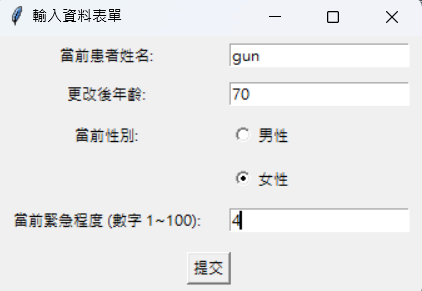 輸入資料表單
當前患者姓名: gun
更改後年齡: 70
當前性別: 男性
女性
當前緊急程度 (數字 1~100): 4
提交